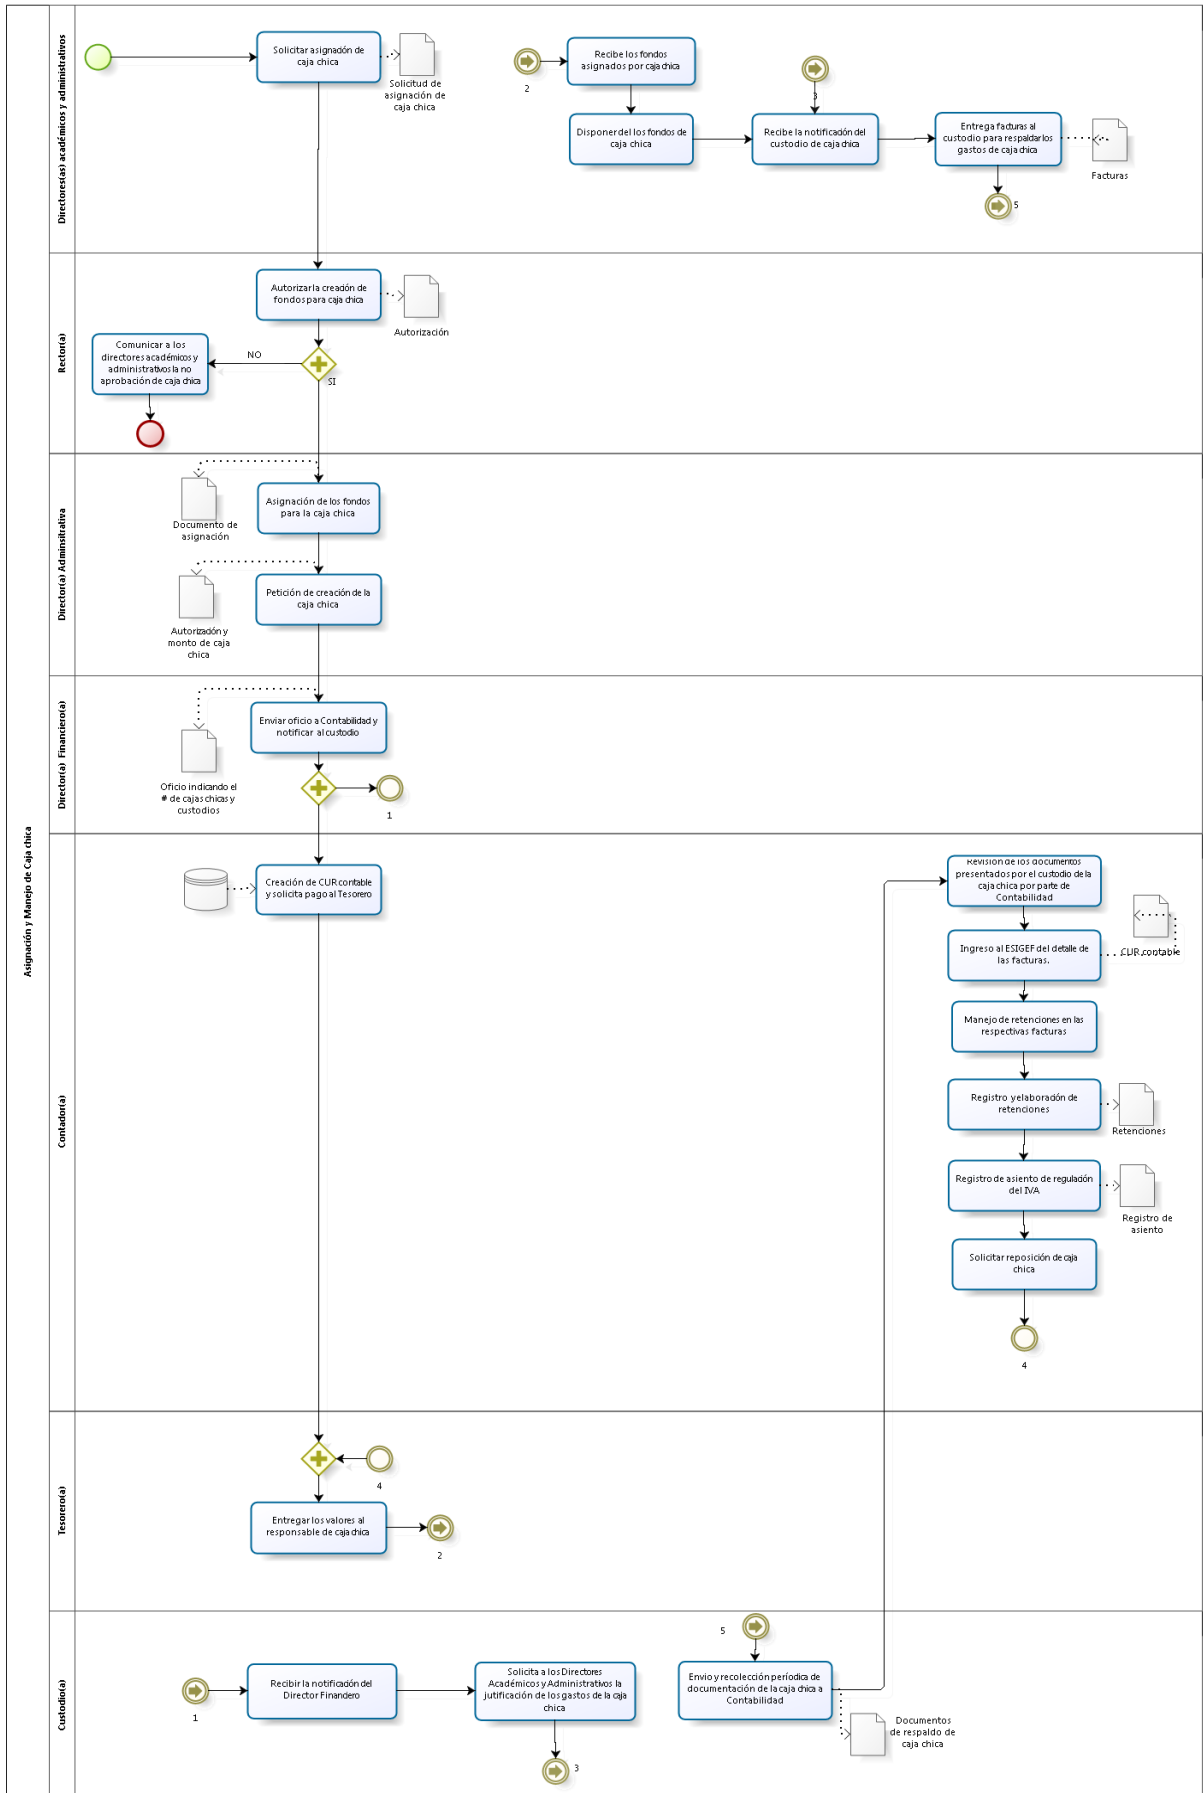 Asignación y Manejo de Caja chica
Directores(as) académicos y administrativos
Solicitar asignación de
caja chica
Solicitud de
asignación de
caja chica
2
Recibe los fondos
asignados por caja chica
Disponer del los fondos de
caja chica
3
Recibe la notificación del
custodio de caja chica
Entrega facturas al
custodio para respaldar los
gastos de caja chica
Facturas
5
Rector(a)
Autorizar la creación de
fondos para caja chica
Autorización
NO
SI
Comunicar a los
directores académicos y
administrativos la no
aprobación de caja chica
Director(a) Adminsitrativa
Documento de
asignación
Asignación de los fondos
para la caja chica
Autorización y
monto de caja
chica
Petición de creación de la
caja chica
Director(a) Financiero(a)
Enviar oficio a Contabilidad y
notificar al custodio
Oficio indicando el
# de cajas chicas y
custodios
1
Contador(a)
Creación de CUR contable
y solicita pago al Tesorero
Revisión de los documentos
presentados por el custodio de la
caja chica por parte de
Contabilidad
Ingreso al ESIGEF del detalle de
las facturas.
CUR contable
Manejo de retenciones en las
respectivas facturas
Registro y elaboración de
retenciones
Retenciones
Registro de asiento de regulación
del IVA
Registro de
asiento
Solicitar reposición de caja
chica
4
Tesorero(a)
4
Entregar los valores al
responsable de caja chica
2
Custodio(a)
1
Recibir la notificación del
Director Finandero
Solicita a los Directores
Académicos y Administrativos la
jutificación de los gastos de la caja
chica
3
5
Envio y recolección períodica de
documentación de la caja chica a
Contabilidad
Documentos
de respaldo de
caja chica